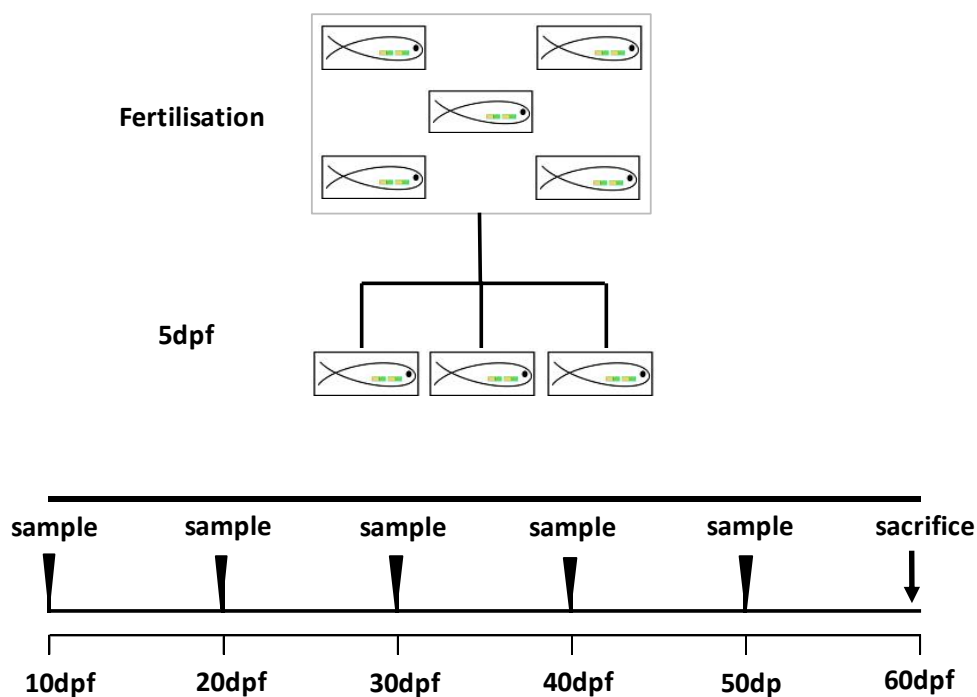 Fertilisation
5dpf
sample sample sample sample sample sacrifice
10dpf 20dpf 30dpf 40dpf 50dp 60dpf